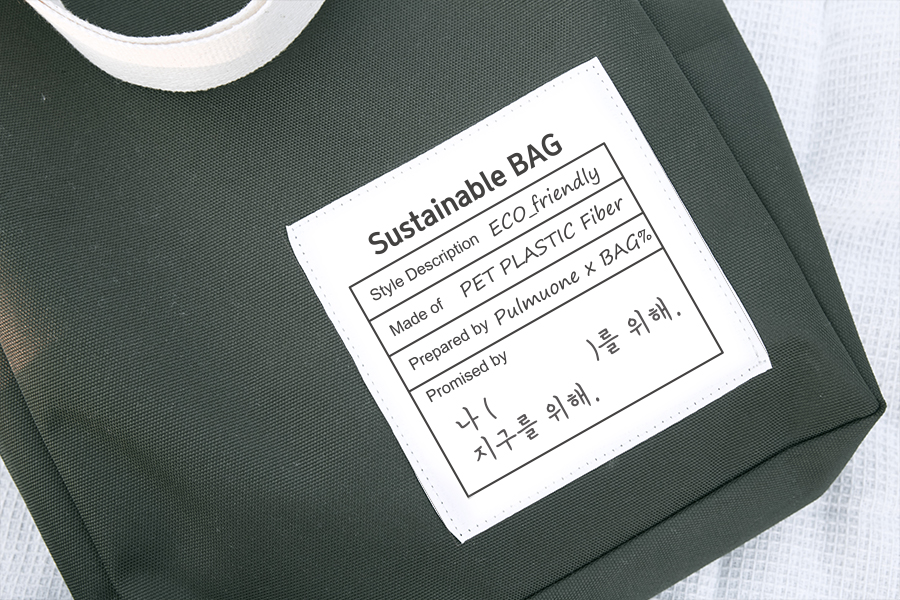 Sustainable BAG
Style Description ECO_friendly
Made of PET PLASTIC Fiber
Prepared by Pulmuone x BAG%
Promised by
나 (                )를 위해.
지구를 위해.